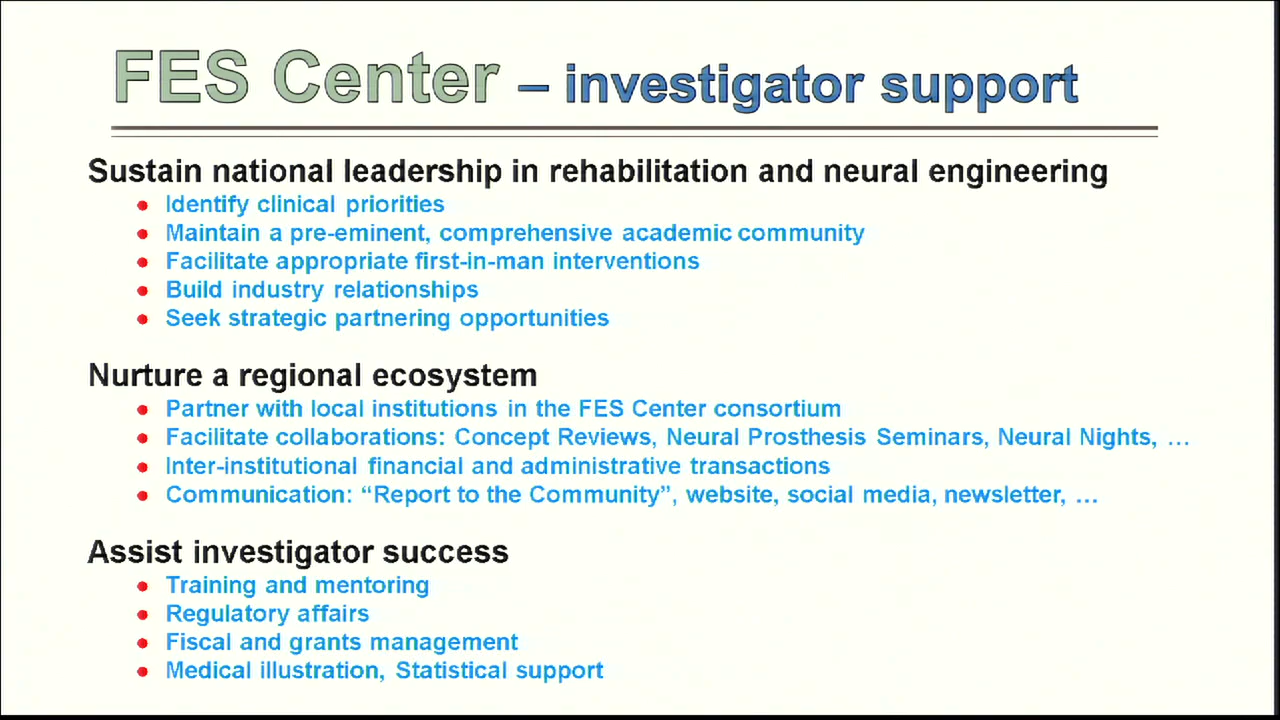 FES Center – investigator support
Sustain national leadership in rehabilitation and neural engineering
• Identify clinical priorities
• Maintain a pre-eminent, comprehensive academic community
• Facilitate appropriate first-in-man interventions
• Build industry relationships
• Seek strategic partnering opportunities
Nurture a regional ecosystem
• Partner with local institutions in the FES Center consortium
• Facilitate collaborations: Concept Reviews, Neural Prosthesis Seminars, Neural Nights, …
• Inter-institutional financial and administrative transactions
• Communication: “Report to the Community”, website, social media, newsletter, …
Assist investigator success
• Training and mentoring
• Regulatory affairs
• Fiscal and grants management
• Medical illustration, Statistical support